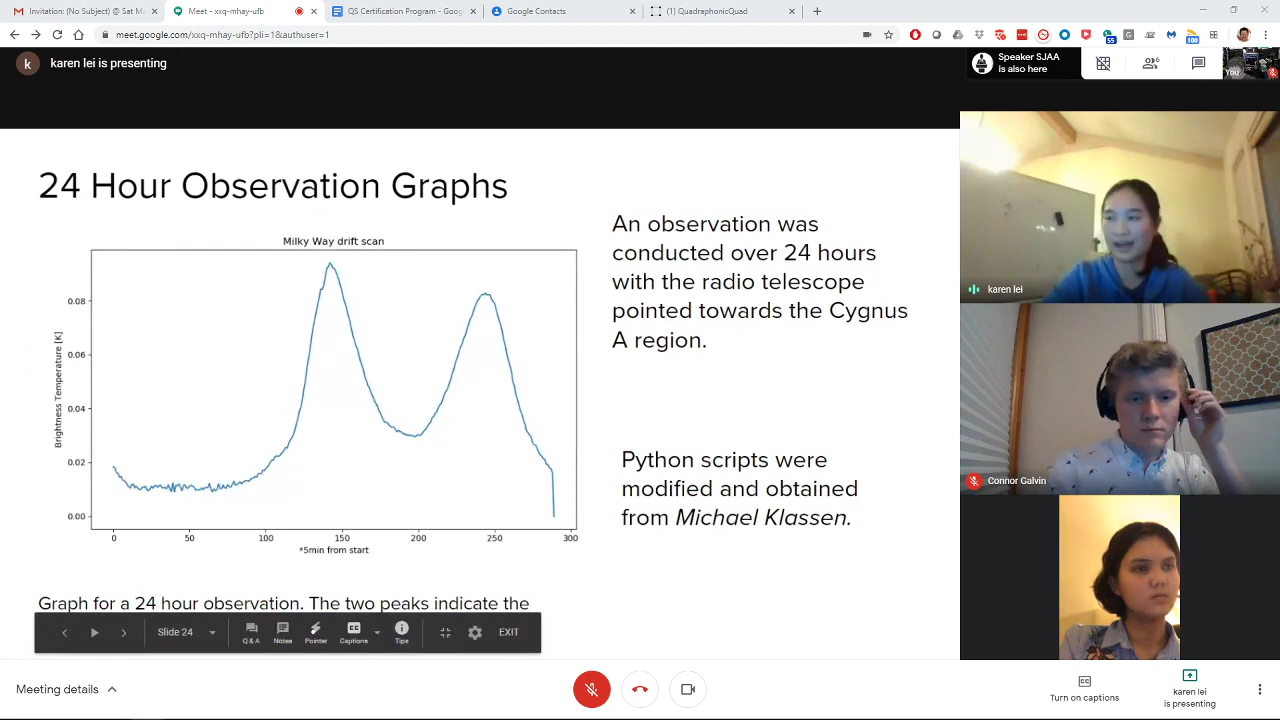 Invitation: (No Subject) @ Sat Ma
Meet - xxq-mhay-ufb
QS Certification Program - Goog
Google Contacts
(1) QuadraphonicQuad
meet.google.com/xxq-mhay-ufb?pli=1&authuser=1
55
100
k
karen lei is presenting
Speaker SJAA
is also here
6
You
24 Hour Observation Graphs
Milky Way drift scan
Brightness Temperature [K]
0.08
0.06
0.04
0.02
0.00
0 50 100 150 200 250 300
*5min from start
An observation was
conducted over 24 hours
with the radio telescope
pointed towards the Cygnus
A region.
Python scripts were
modified and obtained
from Michael Klassen.
Graph for a 24 hour observation. The two peaks indicate the
Slide 24
Q & A
Notes
Pointer
Captions
Tips
EXIT
karen lei
Connor Galvin
Meeting details
Turn on captions
karen lei
is presenting